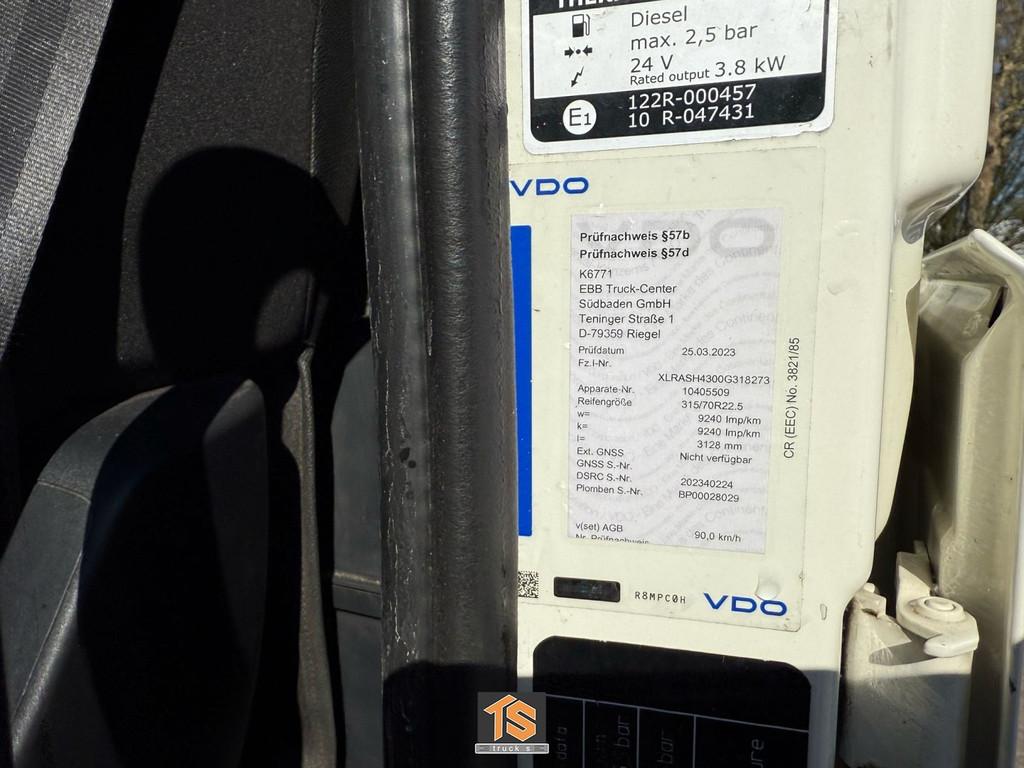 Diesel
max. 2,5 bar
24 V
Rated output 3.8 kW
E1
122R-000457
10 R-047431
VDO
Prüfnachweis §57b
Prüfnachweis §57d
K6771
EBB Truck-Center
Südbaden GmbH
Teninger Straße 1
D-79359 Riegel
Prüfdatum 25.03.2023
Fz.I-Nr.
XLRASH4300G318273
Apparate-Nr. 10405509
Reifengröße 315/70R22.5
w= 9240 Imp/km
k= 9240 Imp/km
l= 3128 mm
Ext. GNSS Nicht verfügbar
GNSS S.-Nr.
DSRC S.-Nr. 202340224
Plomben S.-Nr. BP00028029
v(set) AGB 90,0 km/h
Nr. Prüfnachweis
CR (EEC) No. 3821/85
R8MPC0H
VDO
data
bar
bar
TS
trucks